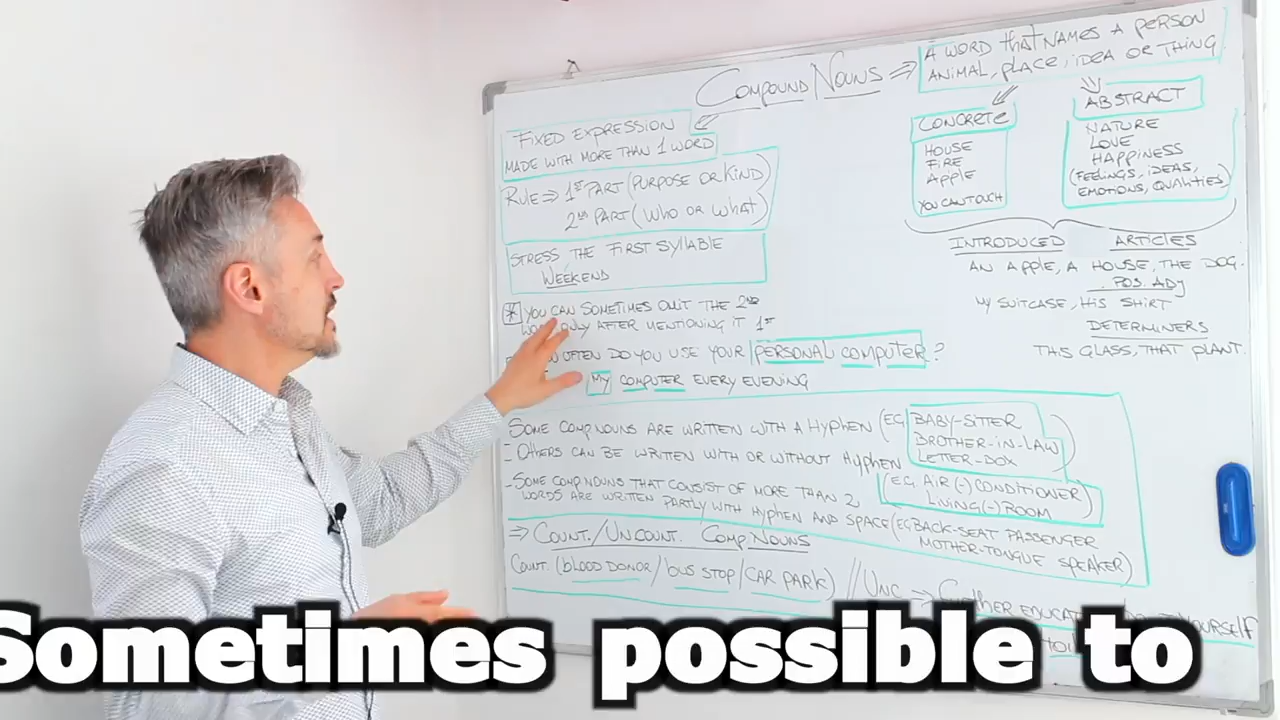 COMPOUND NOUNS ⇒
A WORD THAT NAMES A PERSON
ANIMAL, PLACE, IDEA OR THING
FIXED EXPRESSION
MADE WITH MORE THAN 1 WORD
RULE ⇒ 1ST PART (PURPOSE OR KIND)
2ND PART (WHO OR WHAT)
STRESS THE FIRST SYLLABLE
WEEKEND
* YOU CAN SOMETIMES OMIT THE 2ND
ONLY AFTER MENTIONING IT 1ST
OFTEN DO YOU USE YOUR PERSONAL COMPUTER?
MY COMPUTER EVERY EVENING
CONCRETE
HOUSE
FIRE
APPLE
YOU CAN TOUCH
ABSTRACT
NATURE
LOVE
HAPPINESS
(FEELINGS, IDEAS,
EMOTIONS, QUALITIES)
INTRODUCED ARTICLES
AN APPLE, A HOUSE, THE DOG.
POS. ADJ
MY SUITCASE, HIS SHIRT
DETERMINERS
THIS GLASS, THAT PLANT.
SOME COMP NOUNS ARE WRITTEN WITH A HYPHEN (EG BABY-SITTER
BROTHER-IN-LAW
LETTER-BOX)
- OTHERS CAN BE WRITTEN WITH OR WITHOUT HYPHEN
(EG. AIR(-)CONDITIONER
LIVING(-)ROOM)
- SOME COMP NOUNS THAT CONSIST OF MORE THAN 2
WORDS ARE WRITTEN PARTLY WITH HYPHEN AND SPACE (EG BACK-SEAT PASSENGER
MOTHER-TONGUE SPEAKER)
⇒ COUNT./UNCOUNT. COMP NOUNS
COUNT. (BLOOD DONOR / BUS STOP / CAR PARK) // UNC ⇒
Sometimes possible to